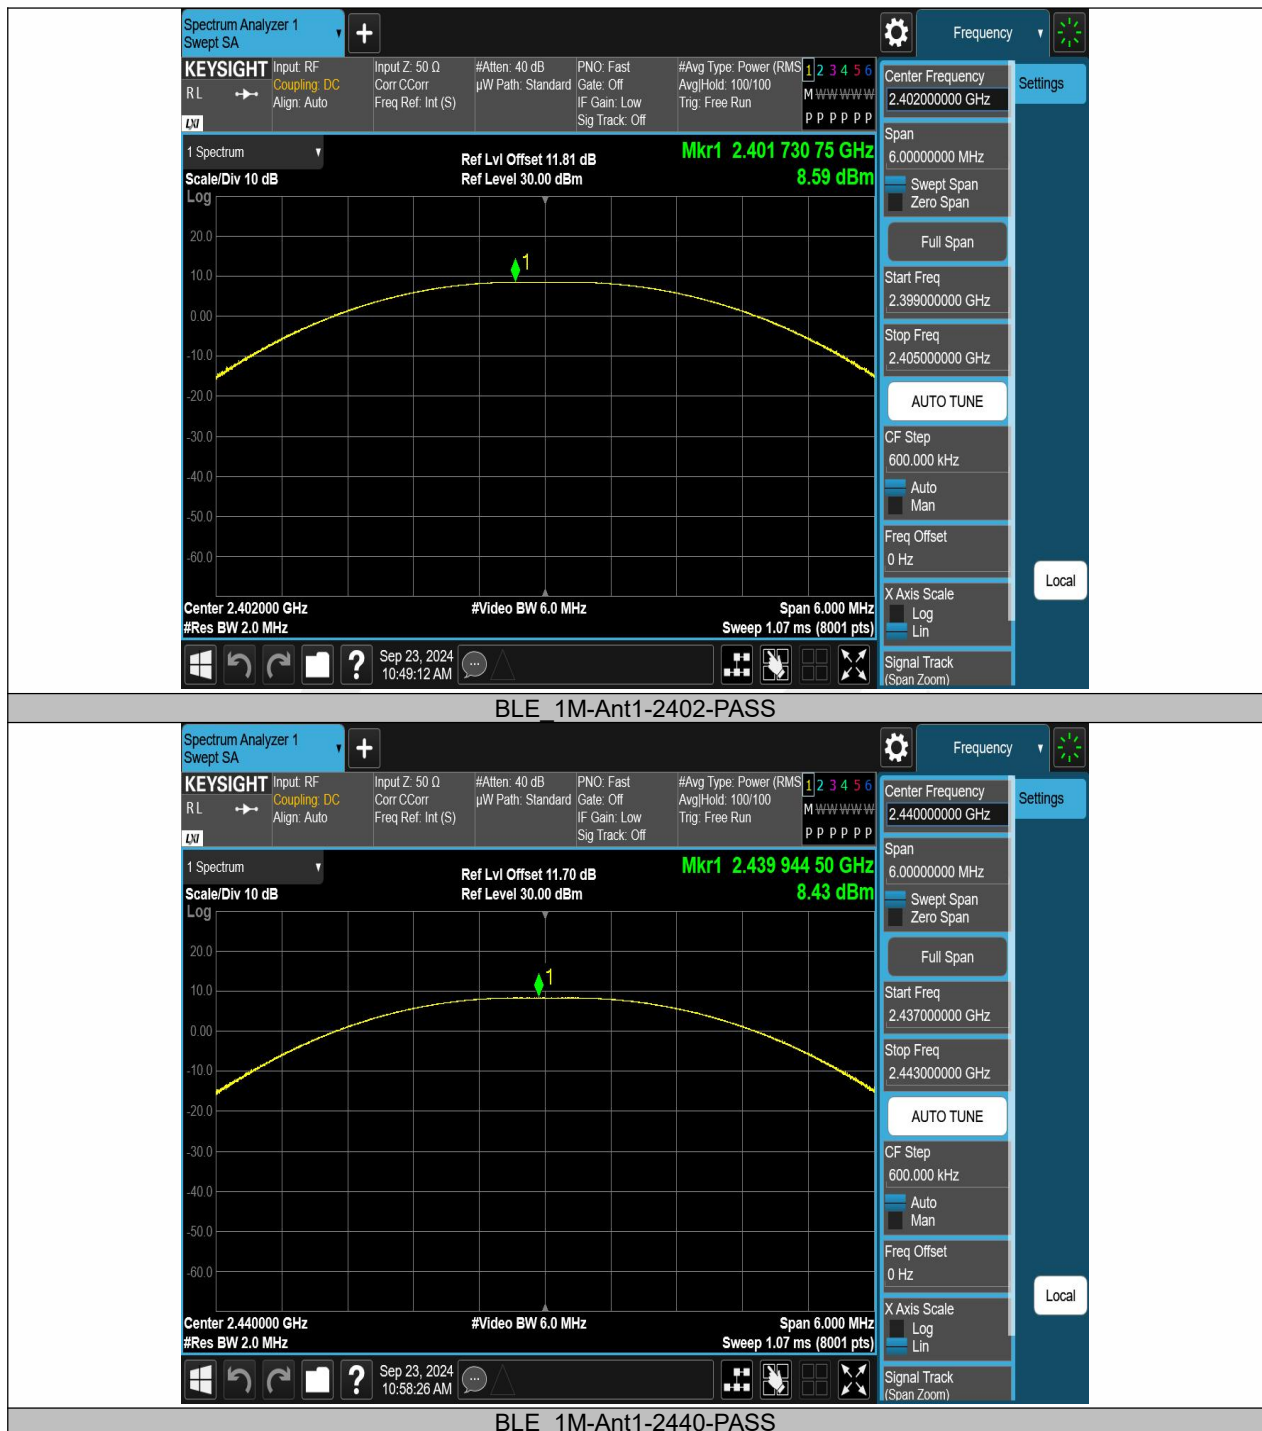 Spectrum Analyzer 1
Swept SA
+
Frequency
KEYSIGHT
R L
LXI
Input: RF
Coupling: DC
Align: Auto
Input Z: 50 Ω
Corr CCorr
Freq Ref: Int (S)
#Atten: 40 dB
µW Path: Standard
PNO: Fast
Gate: Off
IF Gain: Low
Sig Track: Off
#Avg Type: Power (RMS
Avg|Hold: 100/100
Trig: Free Run
1 2 3 4 5 6
M W W W W W
P P P P P P
1 Spectrum
Scale/Div 10 dB
Ref Lvl Offset 11.81 dB
Ref Level 30.00 dBm
Mkr1 2.401 730 75 GHz
8.59 dBm
Log
20.0
10.0
0.00
-10.0
-20.0
-30.0
-40.0
-50.0
-60.0
1
Center 2.402000 GHz
#Res BW 2.0 MHz
#Video BW 6.0 MHz
Span 6.000 MHz
Sweep 1.07 ms (8001 pts)
Sep 23, 2024
10:49:12 AM
Center Frequency
2.402000000 GHz
Settings
Span
6.00000000 MHz
Swept Span
Zero Span
Full Span
Start Freq
2.399000000 GHz
Stop Freq
2.405000000 GHz
AUTO TUNE
CF Step
600.000 kHz
Auto
Man
Freq Offset
0 Hz
X Axis Scale
Log
Lin
Local
Signal Track
(Span Zoom)
BLE_1M-Ant1-2402-PASS
Spectrum Analyzer 1
Swept SA
+
Frequency
KEYSIGHT
R L
LXI
Input: RF
Coupling: DC
Align: Auto
Input Z: 50 Ω
Corr CCorr
Freq Ref: Int (S)
#Atten: 40 dB
µW Path: Standard
PNO: Fast
Gate: Off
IF Gain: Low
Sig Track: Off
#Avg Type: Power (RMS
Avg|Hold: 100/100
Trig: Free Run
1 2 3 4 5 6
M W W W W W
P P P P P P
1 Spectrum
Scale/Div 10 dB
Ref Lvl Offset 11.70 dB
Ref Level 30.00 dBm
Mkr1 2.439 944 50 GHz
8.43 dBm
Log
20.0
10.0
0.00
-10.0
-20.0
-30.0
-40.0
-50.0
-60.0
1
Center 2.440000 GHz
#Res BW 2.0 MHz
#Video BW 6.0 MHz
Span 6.000 MHz
Sweep 1.07 ms (8001 pts)
Sep 23, 2024
10:58:26 AM
Center Frequency
2.440000000 GHz
Settings
Span
6.00000000 MHz
Swept Span
Zero Span
Full Span
Start Freq
2.437000000 GHz
Stop Freq
2.443000000 GHz
AUTO TUNE
CF Step
600.000 kHz
Auto
Man
Freq Offset
0 Hz
X Axis Scale
Log
Lin
Local
Signal Track
(Span Zoom)
BLE_1M-Ant1-2440-PASS